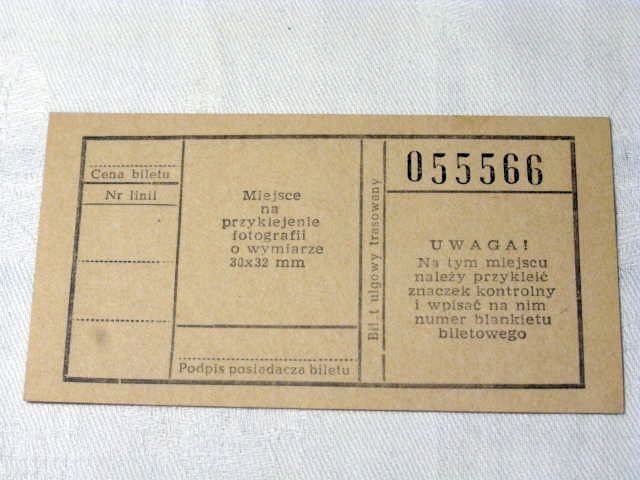 Cena biletu
Nr linii
Miejsce
na
przyklejenie
fotografii
o wymiarze
30x32 mm
Podpis posiadacza biletu
Bil t ulgowy trasowany
055566
UWAGA!
Na tym miejscu
należy przykleić
znaczek kontrolny
i wpisać na nim
numer blankietu
biletowego